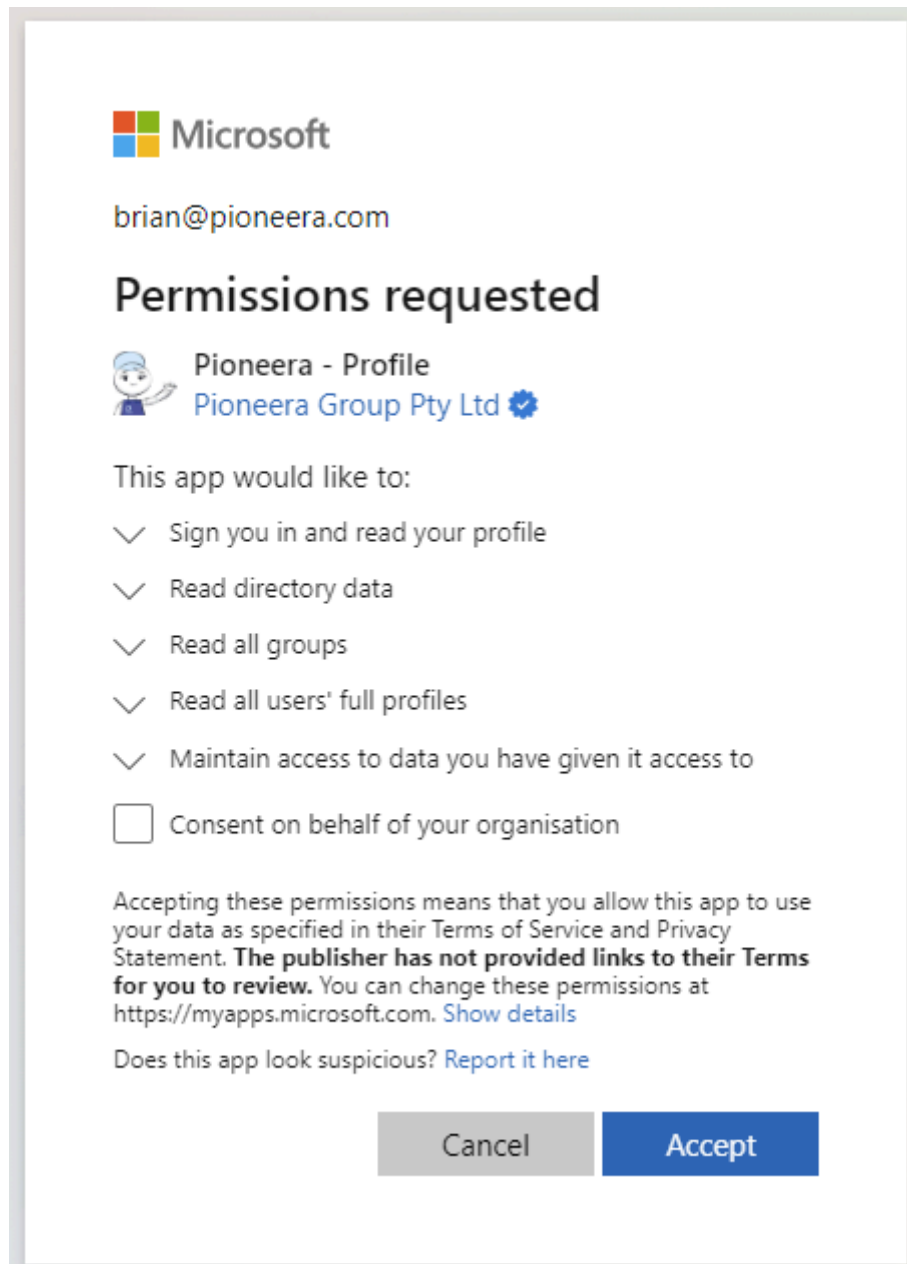 Microsoft
brian@pioneera.com
Permissions requested
Pioneera - Profile
Pioneera Group Pty Ltd
This app would like to:
Sign you in and read your profile
Read directory data
Read all groups
Read all users' full profiles
Maintain access to data you have given it access to
Consent on behalf of your organisation
Accepting these permissions means that you allow this app to use
your data as specified in their Terms of Service and Privacy
Statement. The publisher has not provided links to their Terms
for you to review. You can change these permissions at
https://myapps.microsoft.com. Show details
Does this app look suspicious? Report it here
Cancel
Accept